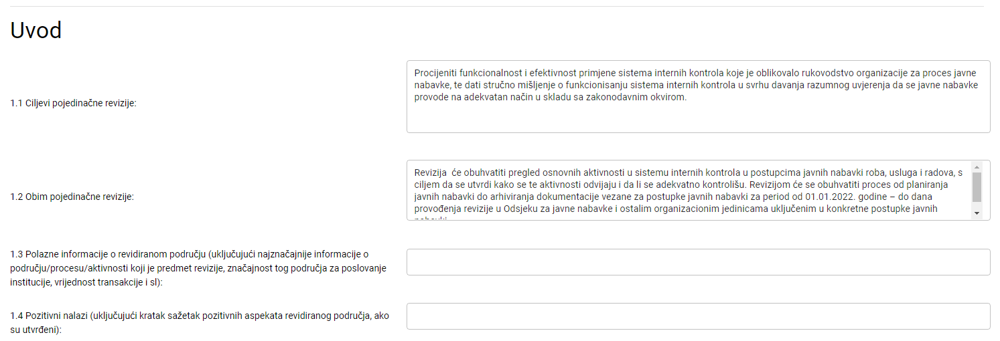 Uvod
1.1 Ciljevi pojedinačne revizije:
Procijeniti funkcionalnost i efektivnost primjene sistema internih kontrola koje je oblikovalo rukovodstvo organizacije za proces javne
nabavke, te dati stručno mišljenje o funkcionisanju sistema internih kontrola u svrhu davanja razumnog uvjerenja da se javne nabavke
provode na adekvatan način u skladu sa zakonodavnim okvirom.
1.2 Obim pojedinačne revizije:
Revizija  će obuhvatiti pregled osnovnih aktivnosti u sistemu internih kontrola u postupcima javnih nabavki roba, usluga i radova, s
ciljem da se utvrdi kako se te aktivnosti odvijaju i da li se adekvatno kontrolišu. Revizijom će se obuhvatiti proces od planiranja
javnih nabavki do arhiviranja dokumentacije vezane za postupke javnih nabavki za period od 01.01.2022. godine – do dana
provođenja revizije u Odsjeku za javne nabavke i ostalim organizacionim jedinicama uključenim u konkretne postupke javnih
1.3 Polazne informacije o revidiranom području (uključujući najznačajnije informacije o
području/procesu/aktivnosti koji je predmet revizije, značajnost tog područja za poslovanje
institucije, vrijednost transakcije i sl):
1.4 Pozitivni nalazi (uključujući kratak sažetak pozitivnih aspekata revidiranog područja, ako
su utvrđeni):